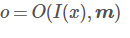 o = O(I(x), m)